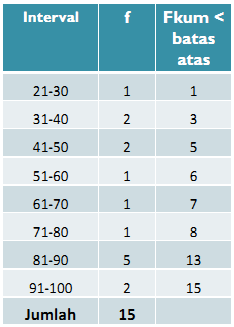 Interval f Fkum < batas atas
21-30 1 1
31-40 2 3
41-50 2 5
51-60 1 6
61-70 1 7
71-80 1 8
81-90 5 13
91-100 2 15
Jumlah 15